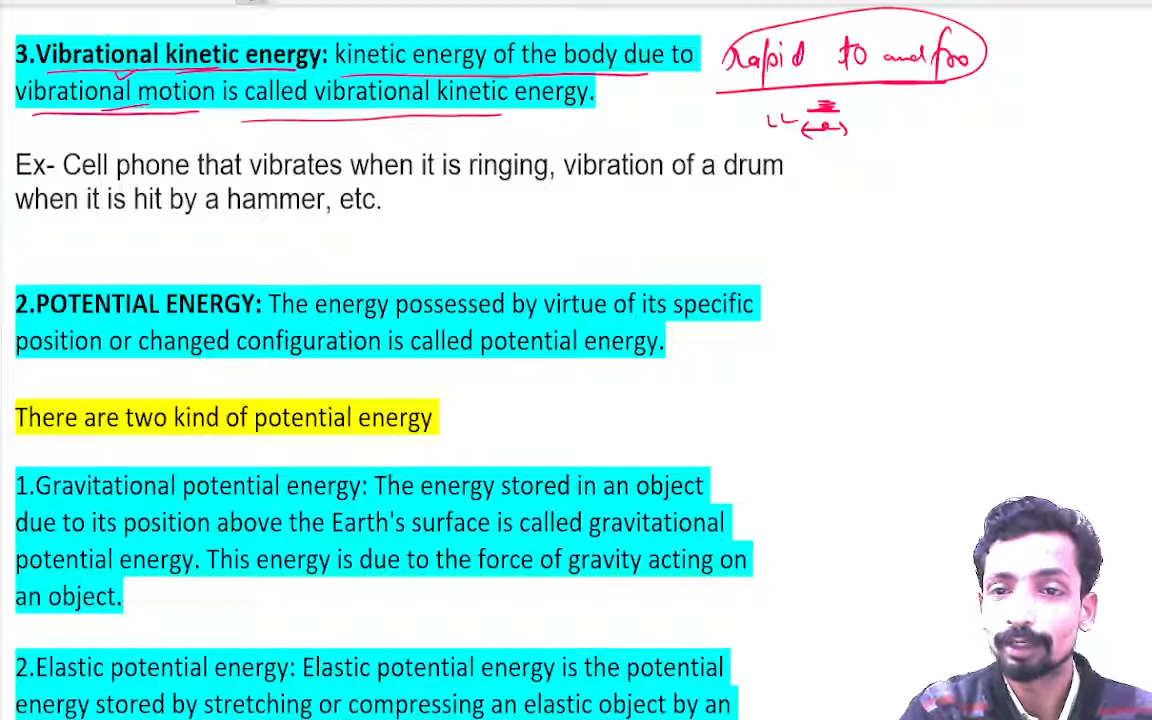 3.Vibrational kinetic energy: kinetic energy of the body due to
vibrational motion is called vibrational kinetic energy.
rapid to and fro
Ex- Cell phone that vibrates when it is ringing, vibration of a drum
when it is hit by a hammer, etc.
2.POTENTIAL ENERGY: The energy possessed by virtue of its specific
position or changed configuration is called potential energy.
There are two kind of potential energy
1.Gravitational potential energy: The energy stored in an object
due to its position above the Earth's surface is called gravitational
potential energy. This energy is due to the force of gravity acting on
an object.
2.Elastic potential energy: Elastic potential energy is the potential
energy stored by stretching or compressing an elastic object by an